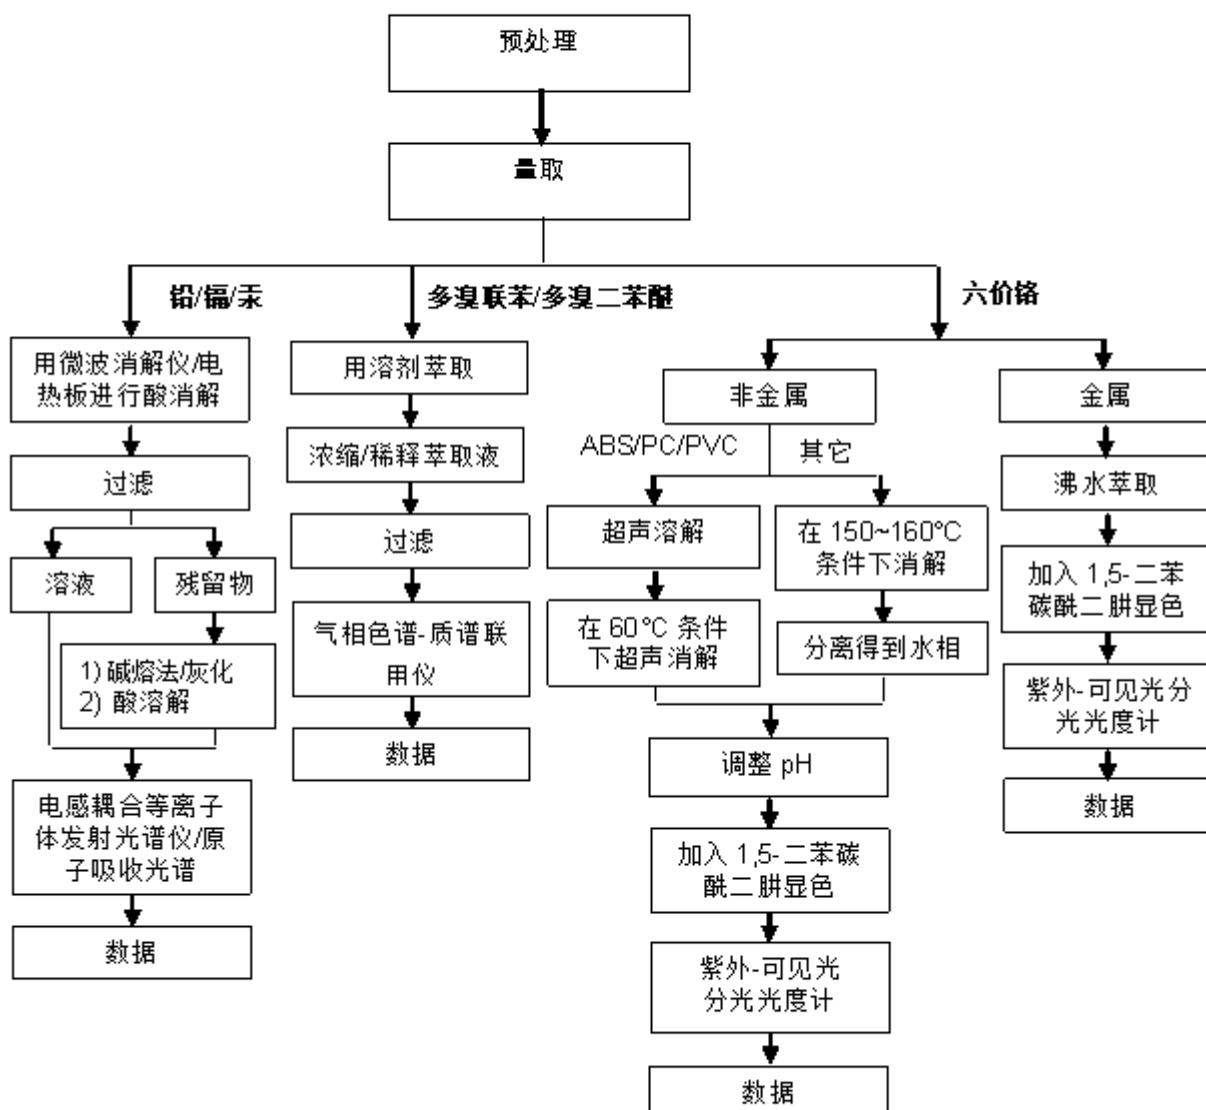 预处理
量取
铅/镉/汞
多溴联苯/多溴二苯醚
六价铬
用微波消解仪/电
热板进行酸消解
过滤
溶液
残留物
1) 碱熔法/灰化
2) 酸溶解
电感耦合等离子
体发射光谱仪/原
子吸收光谱
数据
用溶剂萃取
浓缩/稀释萃取液
过滤
气相色谱-质谱联
用仪
数据
非金属
ABS/PC/PVC
其它
超声溶解
在 60°C 条件
下超声消解
在 150~160°C
条件下消解
分离得到水相
调整 pH
加入 1,5-二苯碳
酰二肼显色
紫外-可见光
分光光度计
数据
金属
沸水萃取
加入 1,5-二苯
碳酰二肼显色
紫外-可见光分
光光度计
数据